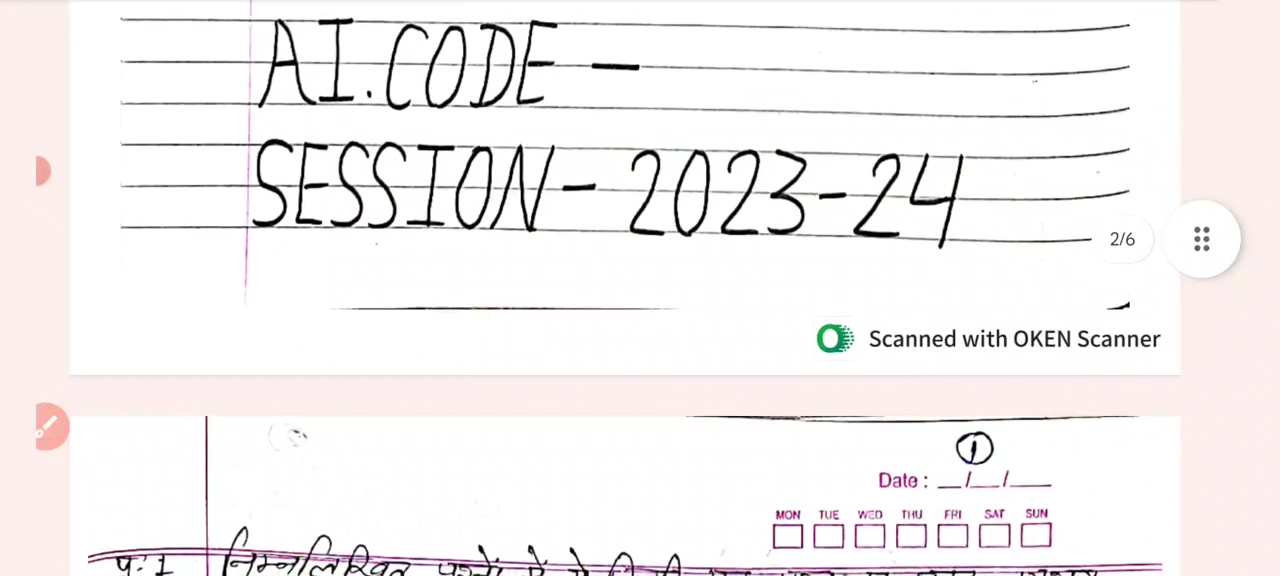 AI.CODE -
SESSION - 2023-24
2/6
Scanned with OKEN Scanner
1
Date : __/__/__
MON TUE WED THU FRI SAT SUN
प्र: 1 निम्नलिखित प्रश्नों में से किसी